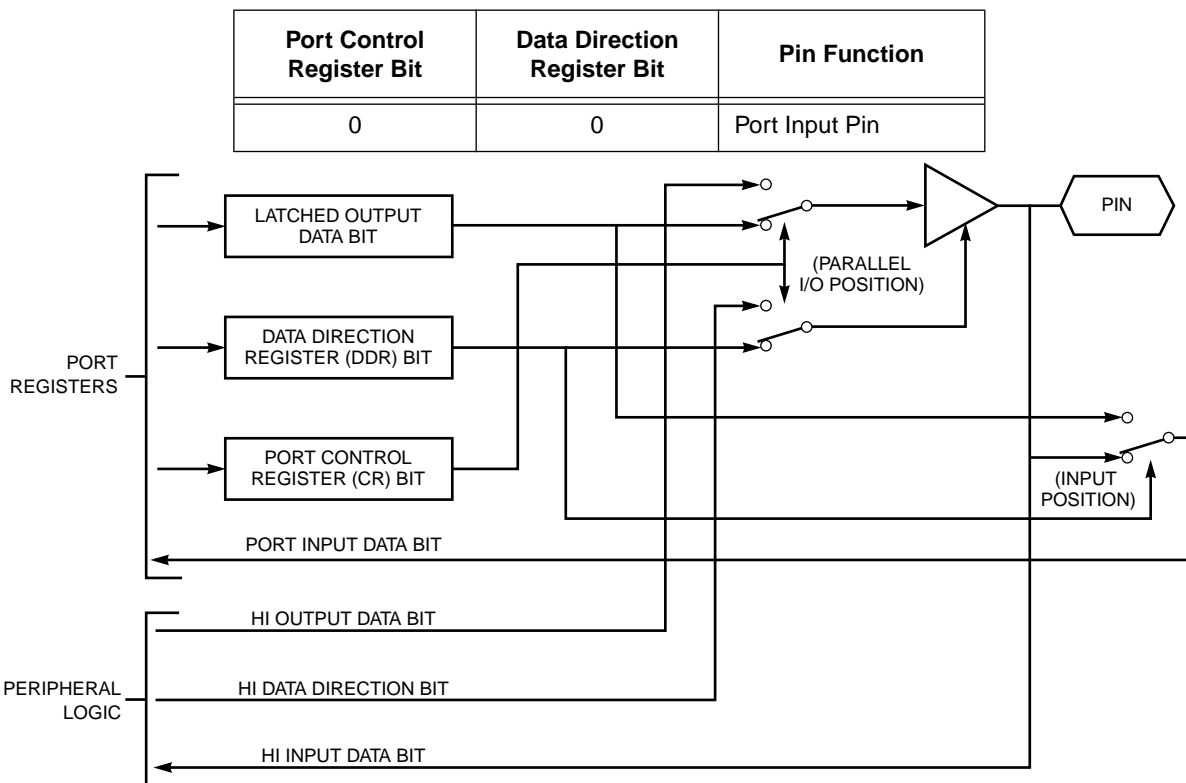 Port Control
Register Bit
Data Direction
Register Bit
Pin Function
0
0
Port Input Pin
LATCHED OUTPUT
DATA BIT
PIN
(PARALLEL
I/O POSITION)
DATA DIRECTION
REGISTER (DDR) BIT
PORT
REGISTERS
PORT CONTROL
REGISTER (CR) BIT
(INPUT
POSITION)
PORT INPUT DATA BIT
HI OUTPUT DATA BIT
PERIPHERAL
LOGIC
HI DATA DIRECTION BIT
HI INPUT DATA BIT